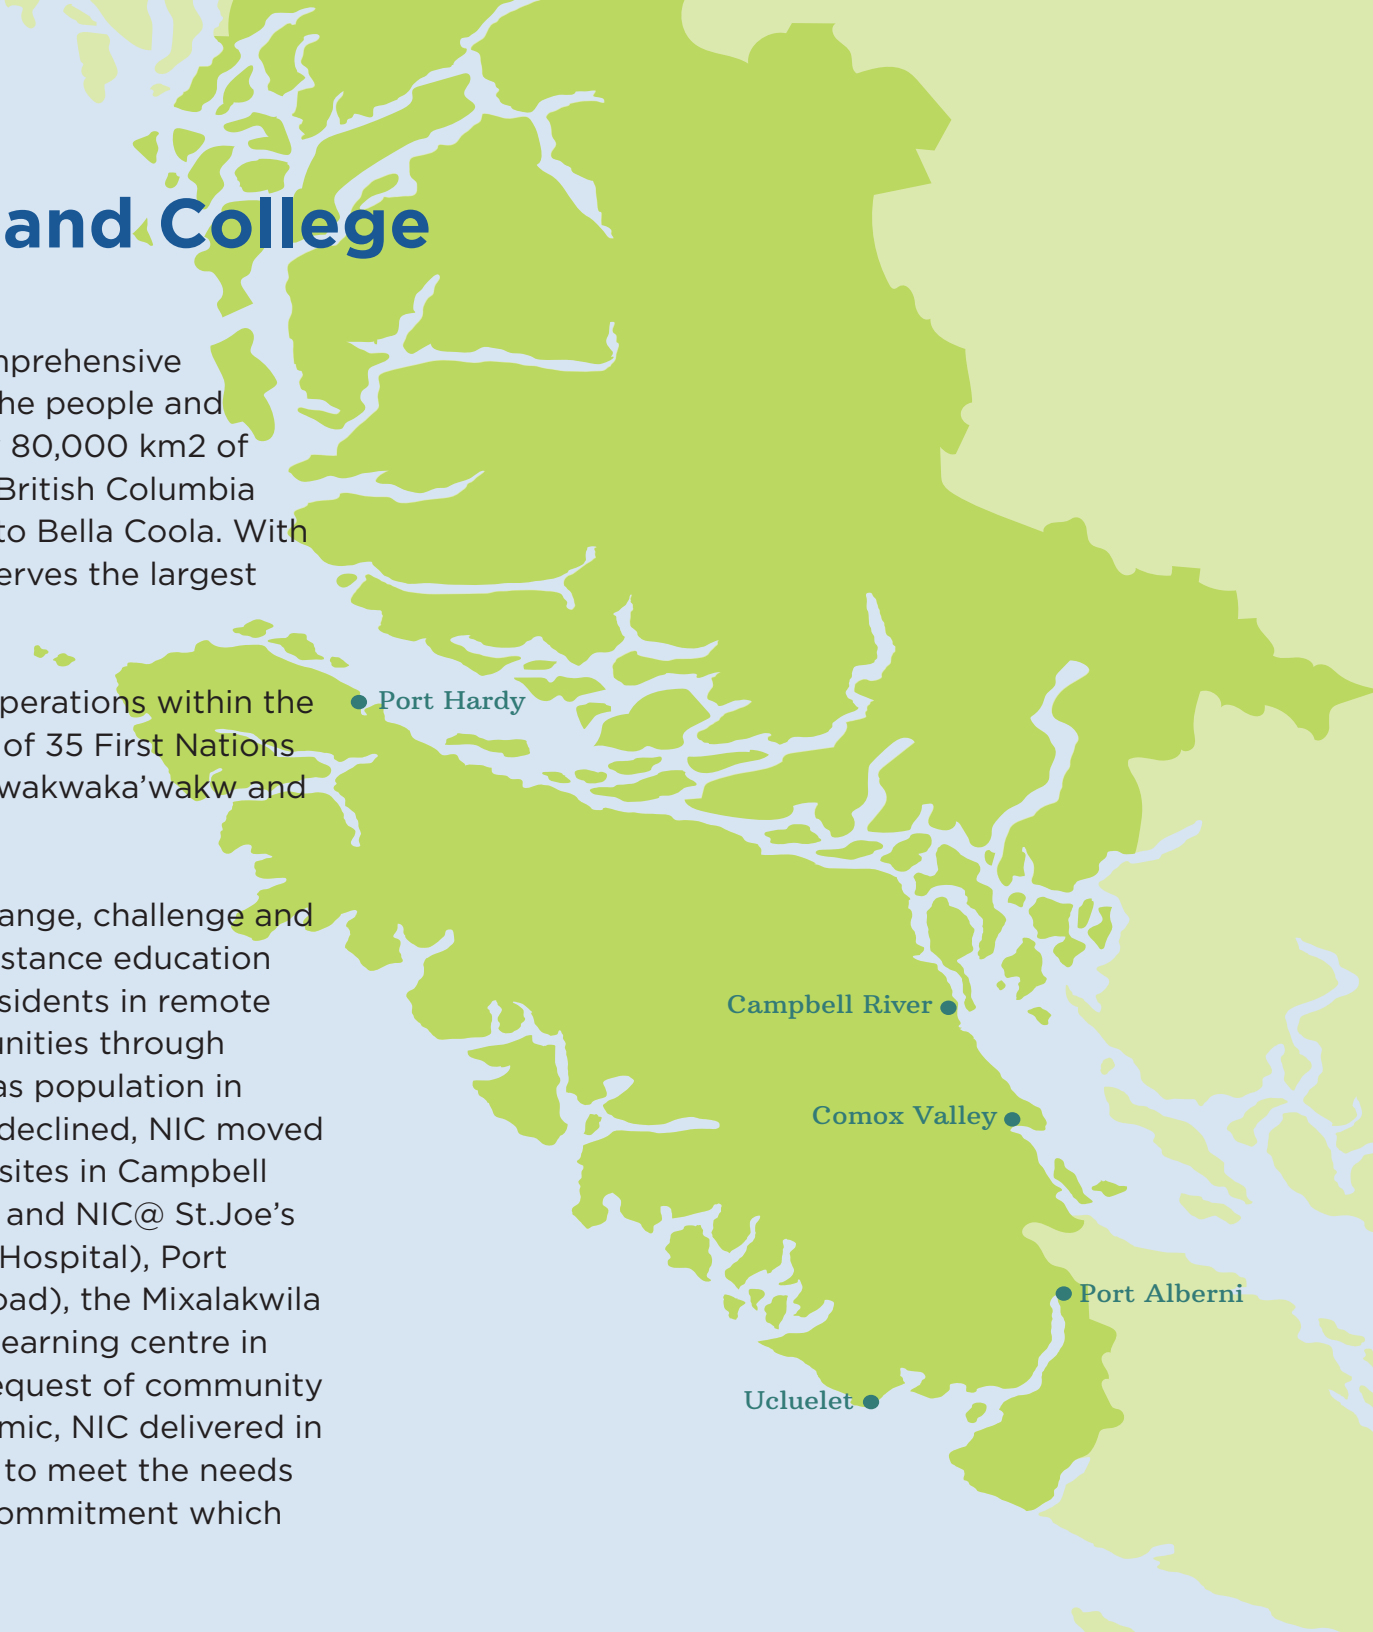 and College
mprehensive
he people and
80,000 km2 of
British Columbia
to Bella Coola. With
erves the largest
perations within the
of 35 First Nations
wakwaka’wakw and
ange, challenge and
stance education
sidents in remote
unities through
as population in
declined, NIC moved
sites in Campbell
and NIC@ St.Joe’s
Hospital), Port
oad), the Mixalakwila
earning centre in
equest of community
mic, NIC delivered in
to meet the needs
ommitment which
Port Hardy
Campbell River
Comox Valley
Port Alberni
Ucluelet